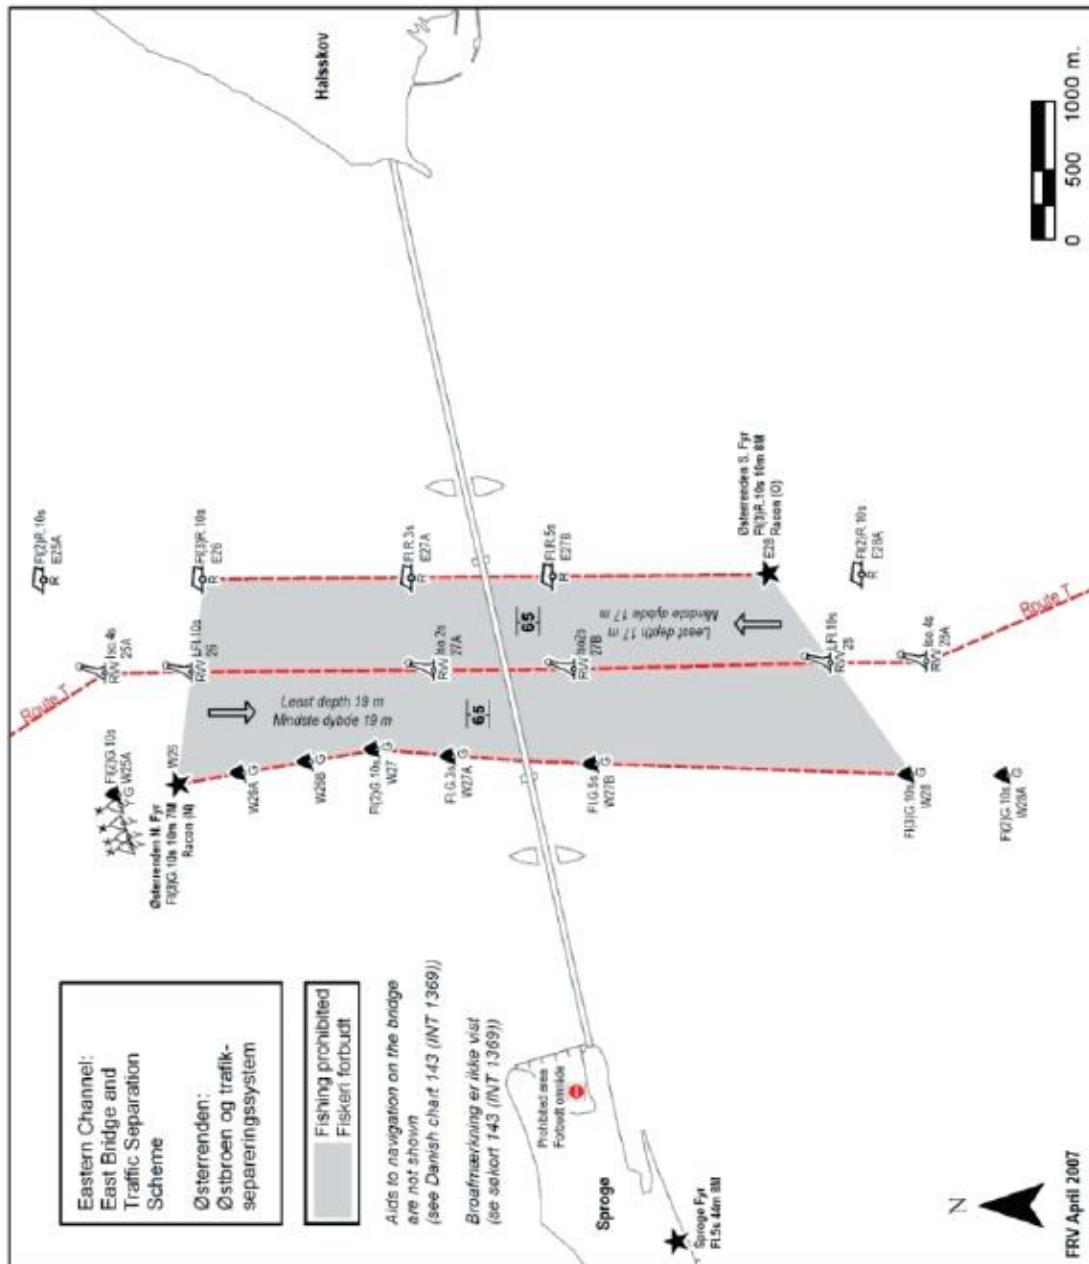 Eastern Channel:
East Bridge and
Traffic Separation
Scheme
Østerrenden:
Østbroen og trafik-
separeringssystem
Fishing prohibited
Fiskeri forbudt
Aids to navigation on the bridge
are not shown
(see Danish chart 143 (INT 1369))
Broafmærkning er ikke vist
(se søkort 143 (INT 1369))
Prohibited area
Forbudt område
Sprogø
Sprogø Fyr
Fl.5s 44m 8M
N
FRV April 2007
Route T
Fl(2)G.10s
W25A
Y G
Østerrenden N. Fyr
Fl(3)G.10s 10m 7M
Racon (N)
W26
W26A G
W26B G
Fl(2)G.10s
W27 G
Fl.G.3s
W27A G
Fl.G.5s
W27B G
Fl(3)G.10s
W28 G
Fl(2)G.10s
W28A G
Iso.4s
RW 25A
LFl.10s
RW 26
Iso.2s
RW 27A
Iso2s
RW 27B
LFl.10s
RW 28
Iso.4s
RW 28A
Route T
Least depth 19 m
Mindste dybde 19 m
65
65
Least depth 17 m
Mindste dybde 17 m
Fl(2)R.10s
R E25A
Fl(3)R.10s
R E26
Fl.R.3s
R E27A
Fl.R.5s
R E27B
Østerrenden S. Fyr
Fl(3)R.10s 10m 8M
Racon (O)
E28
Fl(2)R.10s
R E28A
Halsskov
0 500 1000 m.